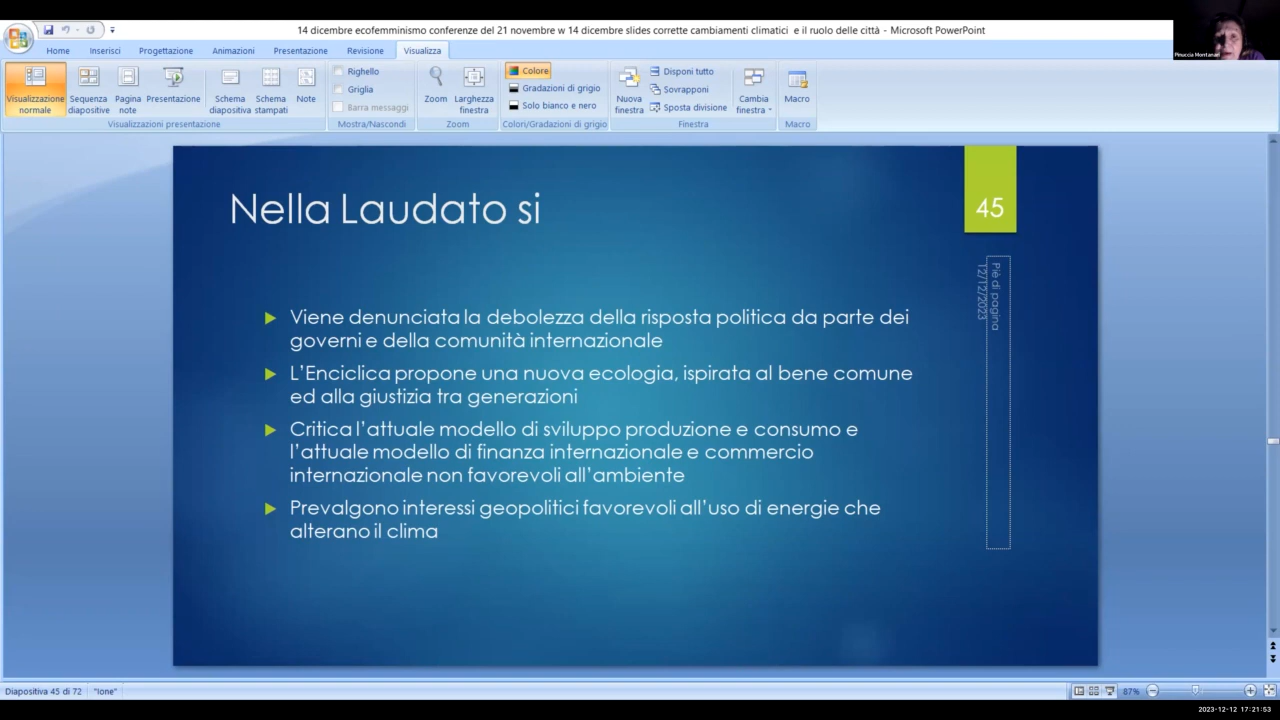 14 dicembre ecofemminismo conferenze del 21 novembre w 14 dicembre slides corrette cambiamenti climatici e il ruolo delle città - Microsoft PowerPoint
Pinuccia Montanari
Home Inserisci Progettazione Animazioni Presentazione Revisione Visualizza
Visualizzazione normale
Sequenza diapositive
Pagina note
Presentazione
Schema diapositiva
Schema stampati
Note
Visualizzazioni presentazione
Righello
Griglia
Barra messaggi
Mostra/Nascondi
Zoom
Larghezza finestra
Zoom
Colore
Gradazioni di grigio
Solo bianco e nero
Colori/Gradazioni di grigio
Nuova finestra
Disponi tutto
Sovrapponi
Sposta divisione
Cambia finestra
Finestra
Macro
Macro
Nella Laudato si
45
Piè di pagina
12/12/2023
Viene denunciata la debolezza della risposta politica da parte dei
governi e della comunità internazionale
L'Enciclica propone una nuova ecologia, ispirata al bene comune
ed alla giustizia tra generazioni
Critica l'attuale modello di sviluppo produzione e consumo e
l'attuale modello di finanza internazionale e commercio
internazionale non favorevoli all'ambiente
Prevalgono interessi geopolitici favorevoli all'uso di energie che
alterano il clima
Diapositiva 45 di 72 "Ione" 87%
2023-12-12 17:21:53